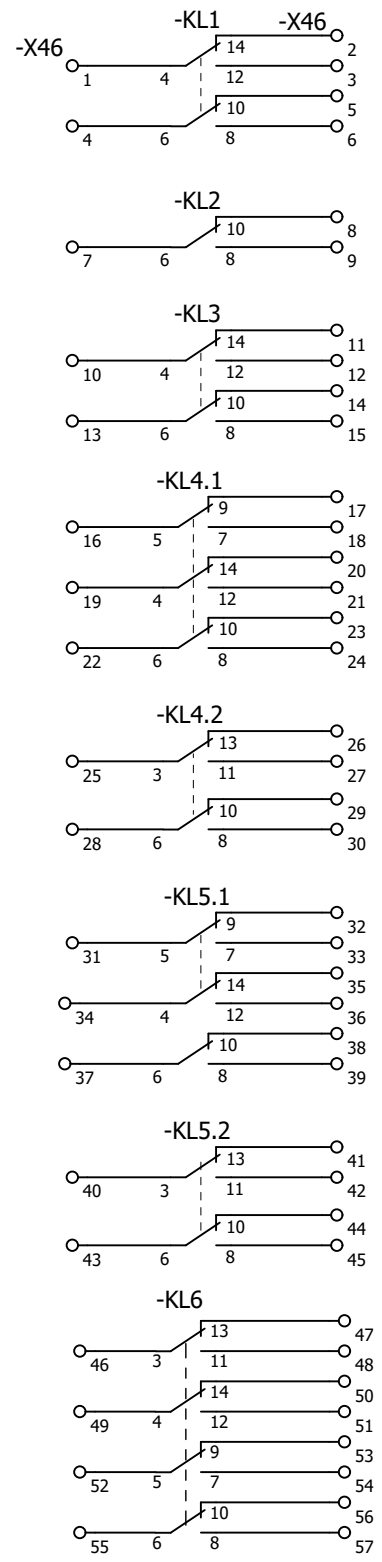 -KL1 -X46
-X46 14 2
1 4 12 3
10 5
4 6 8 6
-KL2
10 8
7 6 8 9
-KL3
14 11
10 4 12 12
10 14
13 6 8 15
-KL4.1
9 17
16 5 7 18
14 20
19 4 12 21
10 23
22 6 8 24
-KL4.2
13 26
25 3 11 27
10 29
28 6 8 30
-KL5.1
9 32
31 5 7 33
14 35
34 4 12 36
10 38
37 6 8 39
-KL5.2
13 41
40 3 11 42
10 44
43 6 8 45
-KL6
13 47
46 3 11 48
14 50
49 4 12 51
9 53
52 5 7 54
10 56
55 6 8 57